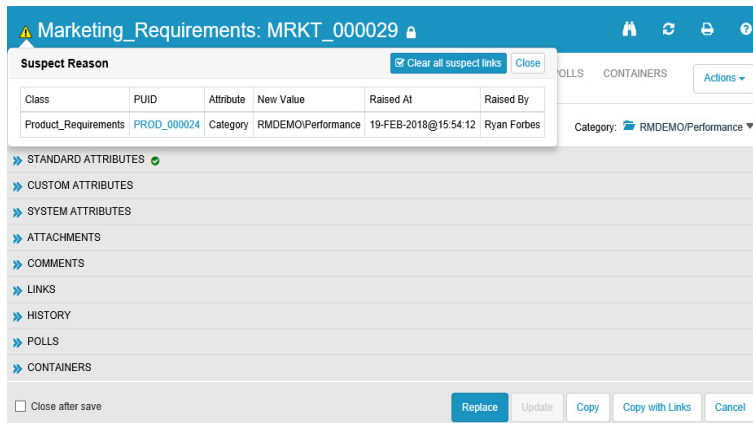 Marketing_Requirements: MRKT_000029
Suspect Reason
Clear all suspect links
Close
OLLS
CONTAINERS
Actions
Class PUID Attribute New Value Raised At Raised By
Product_Requirements PROD_000024 Category RMDEMO\Performance 19-FEB-2018@15:54:12 Ryan Forbes
Category: RMDEMO/Performance
STANDARD ATTRIBUTES
CUSTOM ATTRIBUTES
SYSTEM ATTRIBUTES
ATTACHMENTS
COMMENTS
LINKS
HISTORY
POLLS
CONTAINERS
Close after save
Replace
Update
Copy
Copy with Links
Cancel